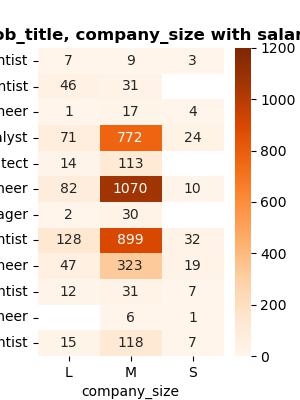 ob_title, company_size with salar
ntist 7 9 3
ntist 46 31
neer 1 17 4
alyst 71 772 24
tect 14 113
neer 82 1070 10
ager 2 30
ntist 128 899 32
neer 47 323 19
ntist 12 31 7
neer 6 1
ntist 15 118 7
L M S
company_size
1200
1000
800
600
400
200
0